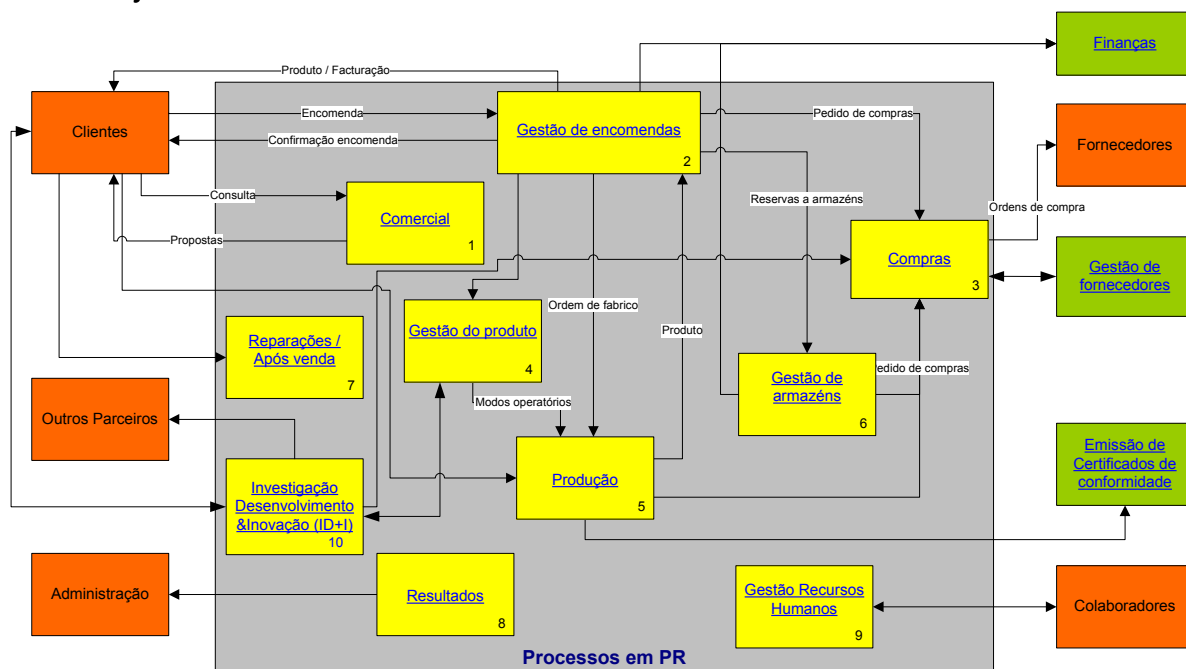 Finanças
Produto / Facturação
Clientes
Encomenda
Gestão de encomendas
2
Pedido de compras
Fornecedores
Confirmação encomenda
Consulta
Reservas a armazéns
Ordens de compra
Comercial
1
Propostas
Compras
3
Gestão de
fornecedores
Ordem de fabrico
Produto
Gestão do produto
4
Reparações /
Após venda
7
Gestão de
armazéns
6
Pedido de compras
Modos operatórios
Outros Parceiros
Emissão de
Certificados de
conformidade
Produção
5
Investigação
Desenvolvimento
&Inovação (ID+I)
10
Administração
Resultados
8
Gestão Recursos
Humanos
9
Colaboradores
Processos em PR